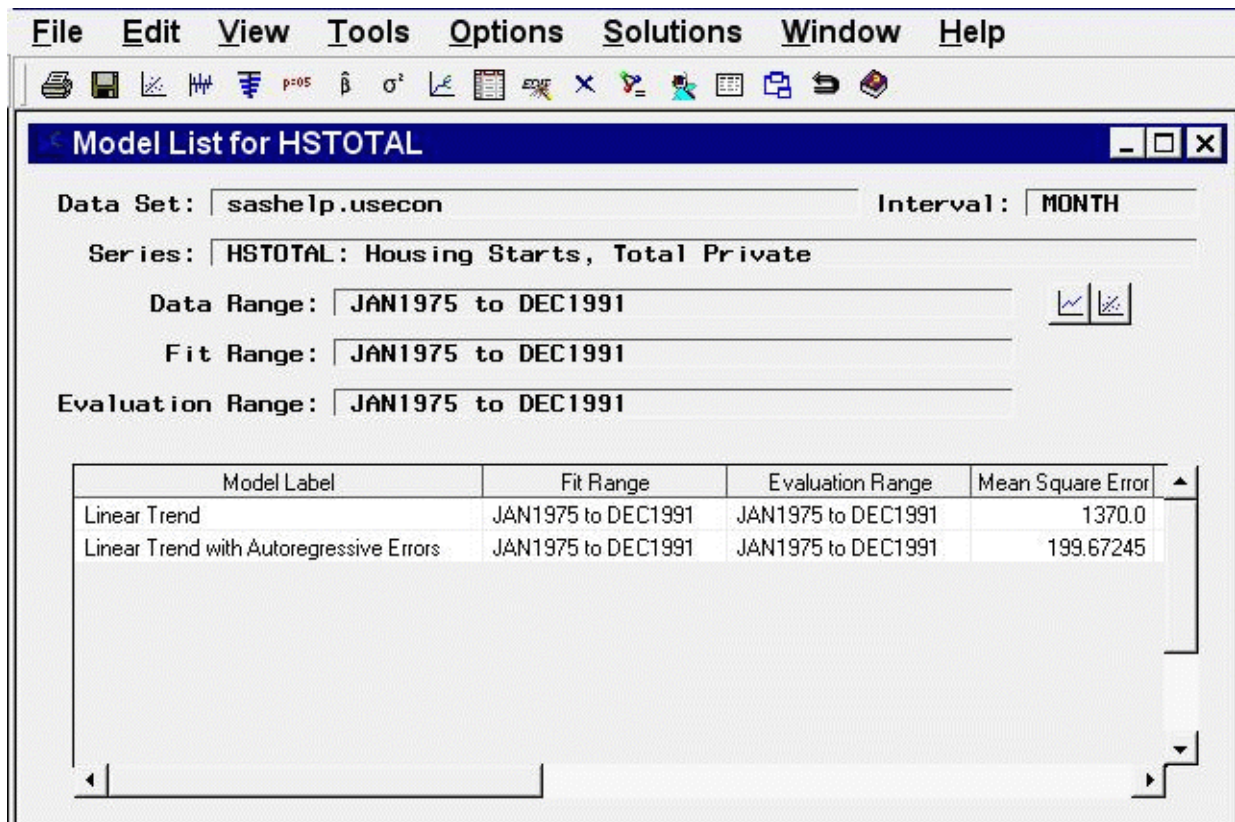 File Edit View Tools Options Solutions Window Help
p=05 β̂ σ²
Model List for HSTOTAL
Data Set: sashelp.usecon Interval: MONTH
Series: HSTOTAL: Housing Starts, Total Private
Data Range: JAN1975 to DEC1991
Fit Range: JAN1975 to DEC1991
Evaluation Range: JAN1975 to DEC1991
Model Label Fit Range Evaluation Range Mean Square Error
Linear Trend JAN1975 to DEC1991 JAN1975 to DEC1991 1370.0
Linear Trend with Autoregressive Errors JAN1975 to DEC1991 JAN1975 to DEC1991 199.67245